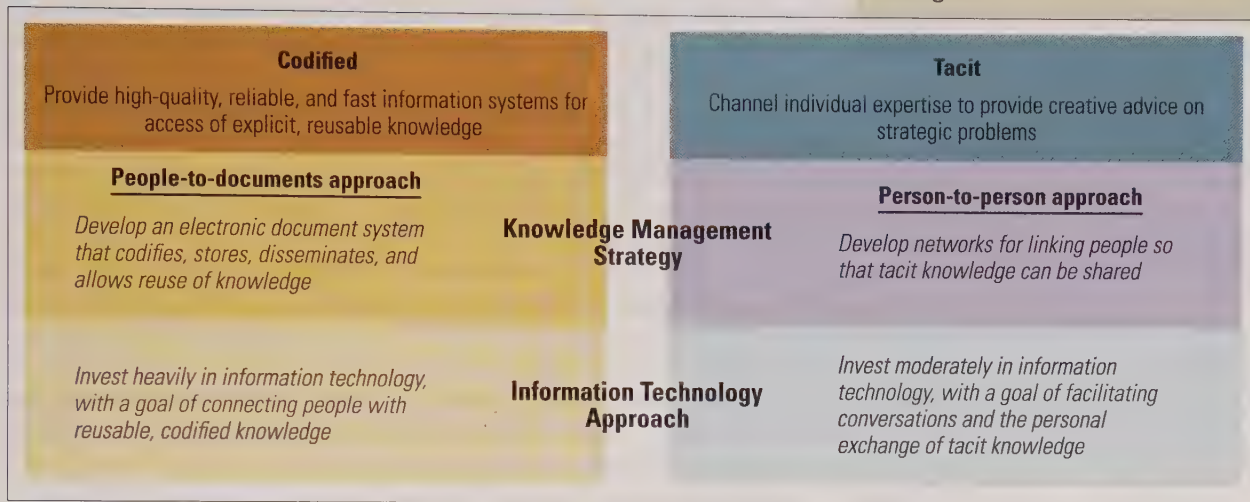 Codified
Provide high-quality, reliable, and fast information systems for
access of explicit, reusable knowledge
People-to-documents approach
Develop an electronic document system
that codifies, stores, disseminates, and
allows reuse of knowledge
Invest heavily in information technology,
with a goal of connecting people with
reusable, codified knowledge
Knowledge Management
Strategy
Information Technology
Approach
Tacit
Channel individual expertise to provide creative advice on
strategic problems
Person-to-person approach
Develop networks for linking people so
that tacit knowledge can be shared
Invest moderately in information
technology, with a goal of facilitating
conversations and the personal
exchange of tacit knowledge